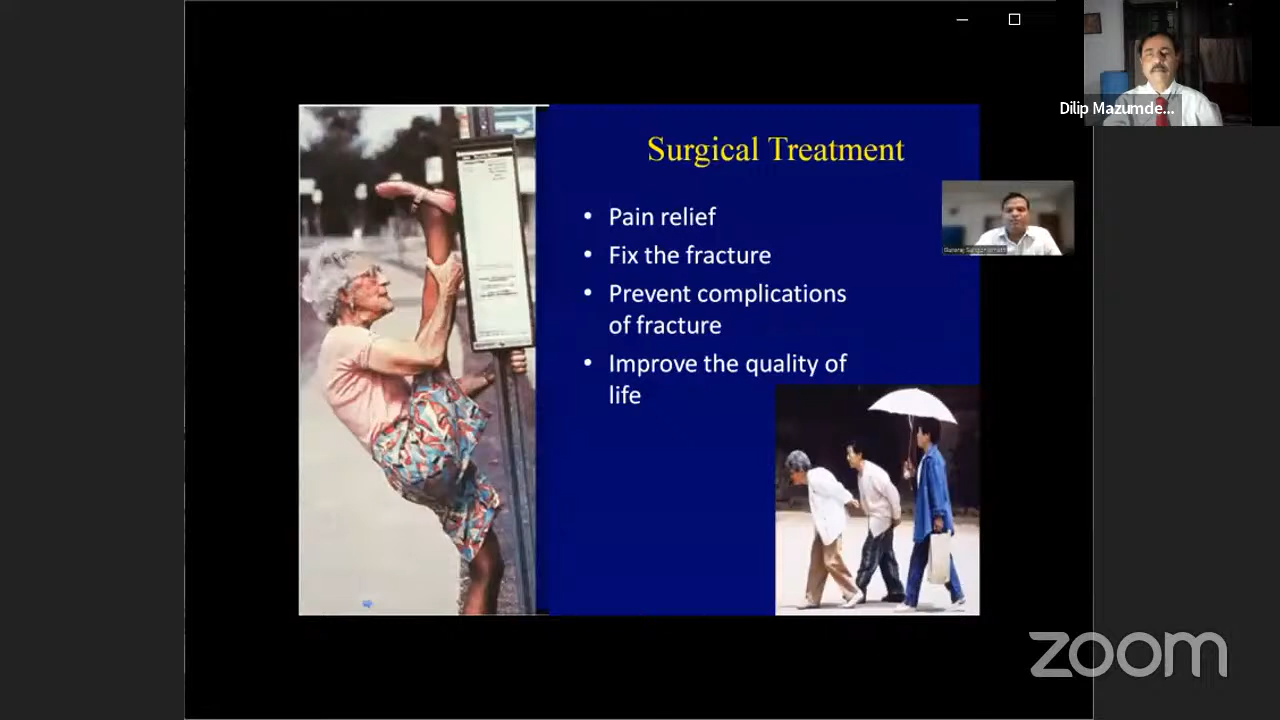 Dilip Mazumde...
Surgical Treatment
• Pain relief
• Fix the fracture
• Prevent complications
of fracture
• Improve the quality of
life
zoom